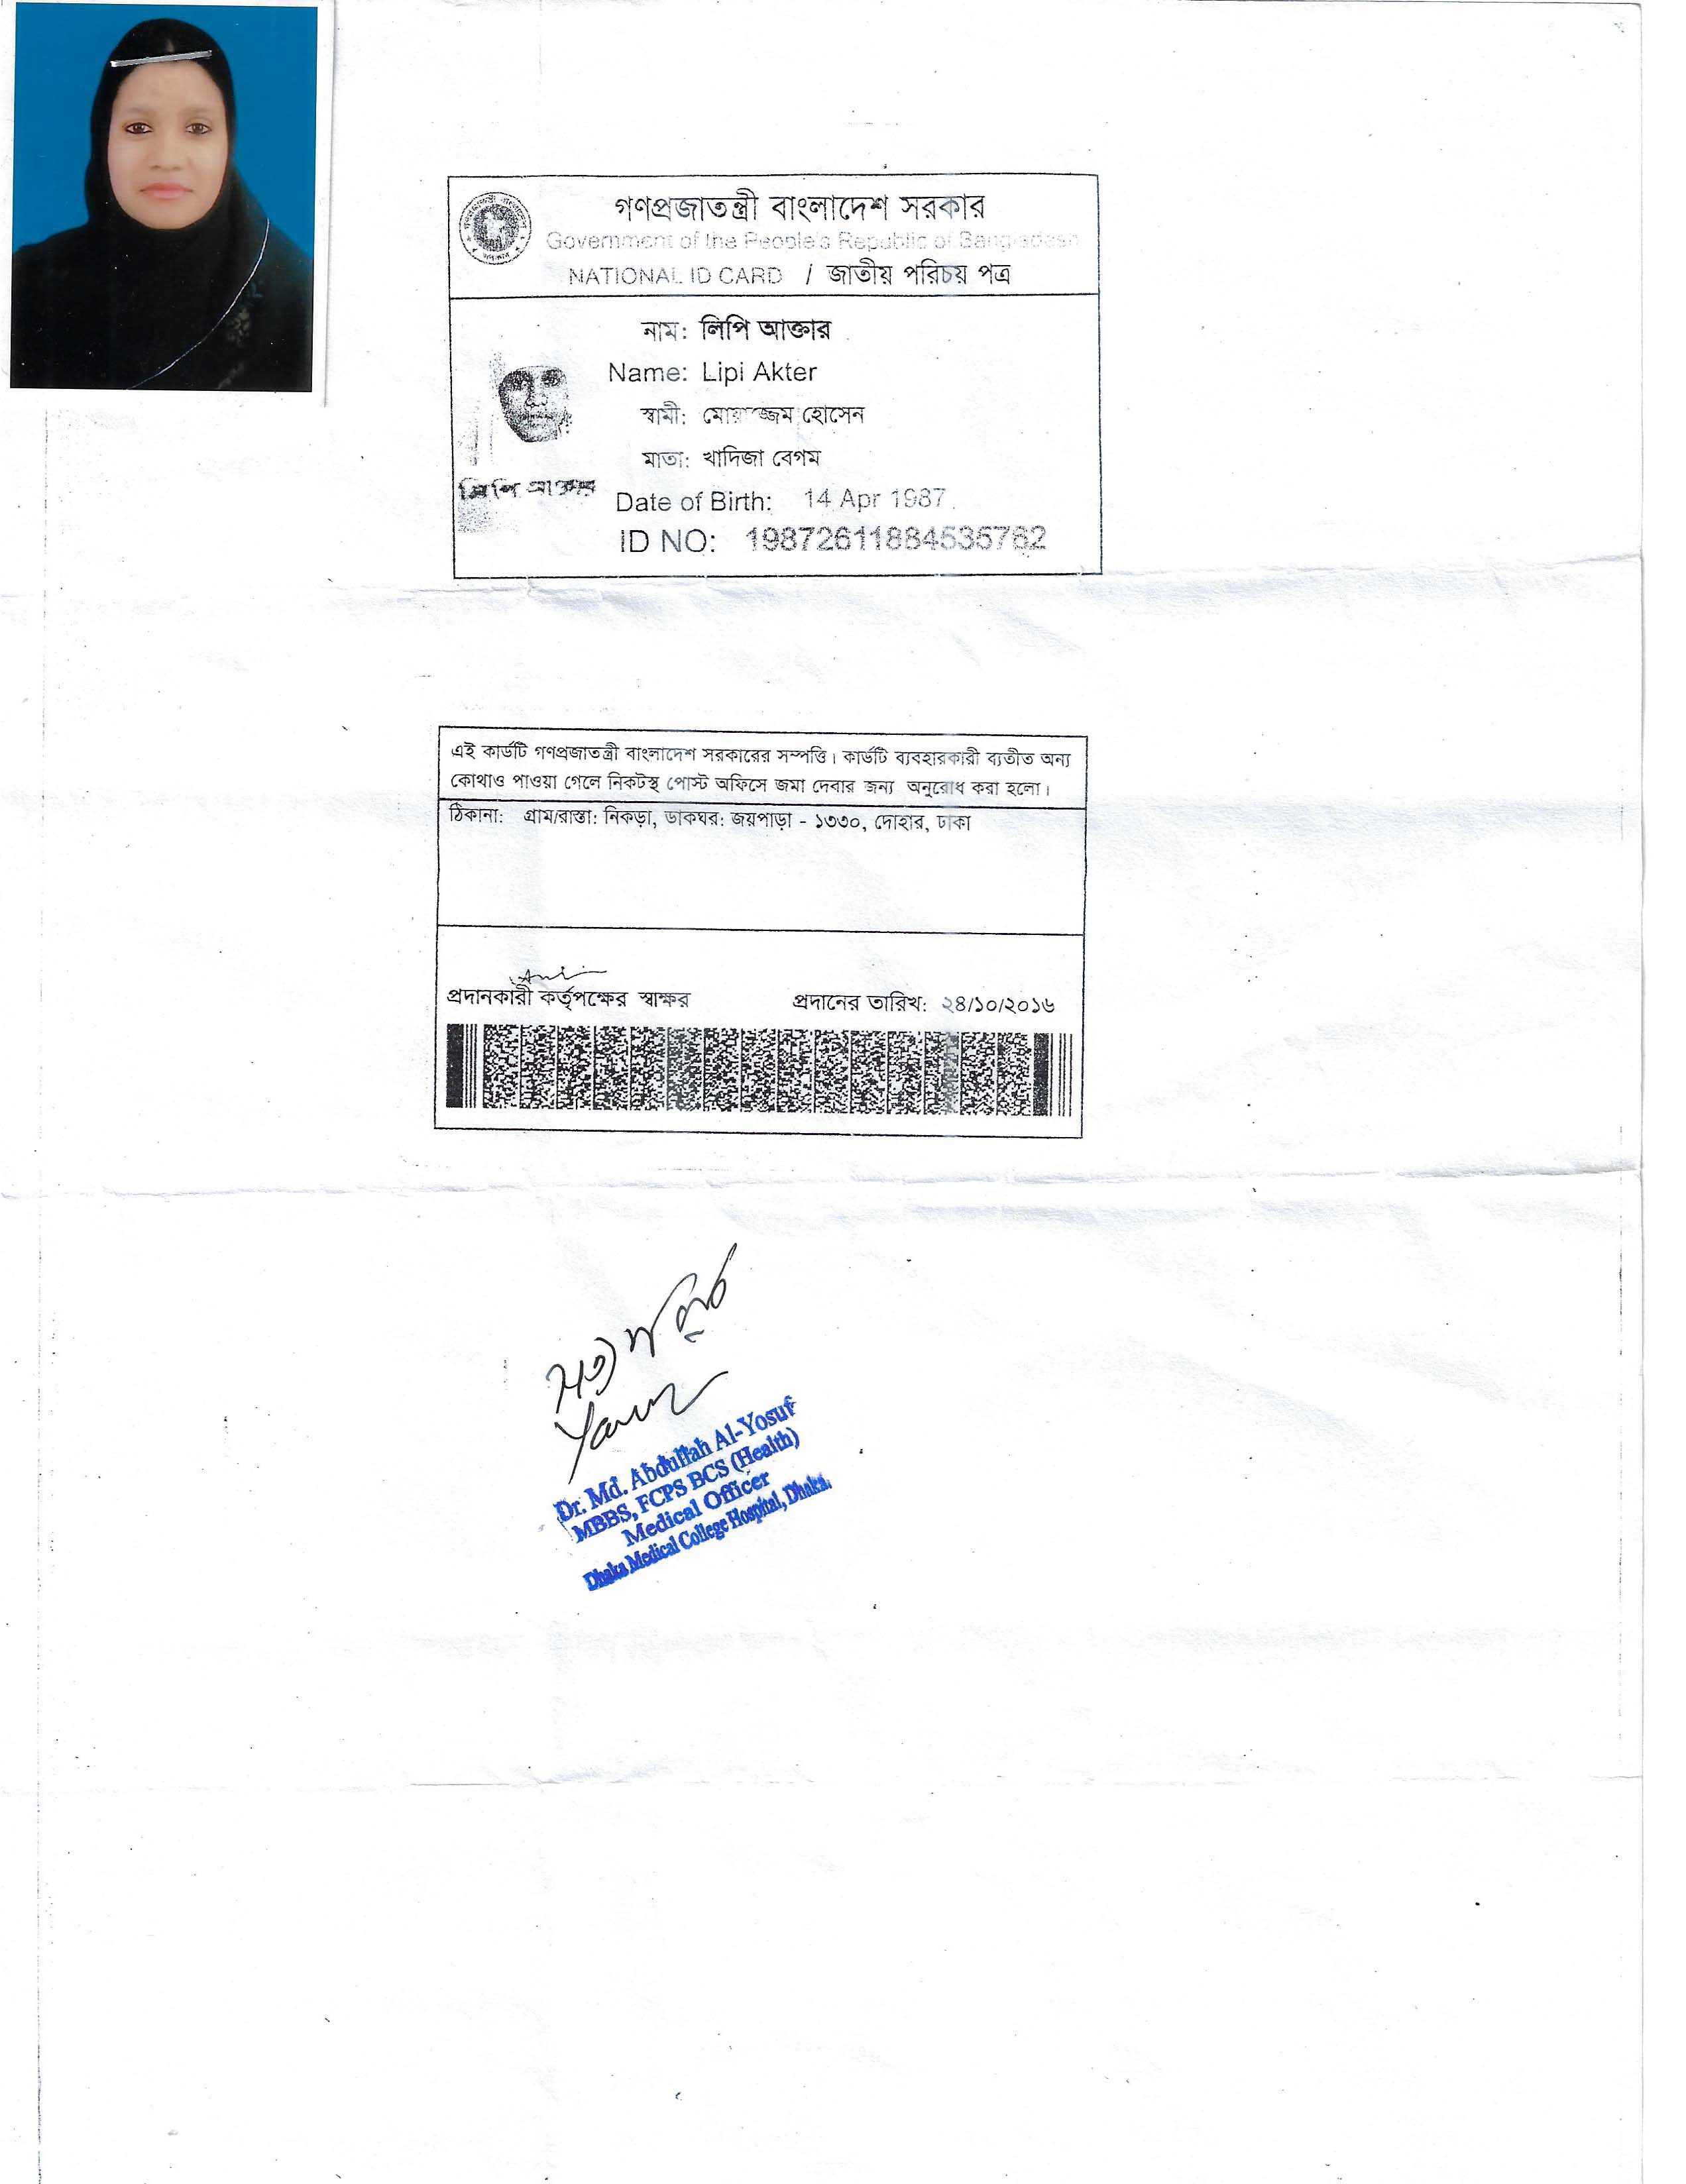 গণপ্রজাতন্ত্রী বাংলাদেশ সরকার
Government of the People's Republic of Bangladesh
NATIONAL ID CARD / জাতীয় পরিচয় পত্র
নাম: লিপি আক্তার
Name: Lipi Akter
স্বামী: মোয়াজ্জেম হোসেন
মাতা: খাদিজা বেগম
লিপি আক্তার
Date of Birth: 14 Apr 1987
ID NO: 19872611884535762
এই কার্ডটি গণপ্রজাতন্ত্রী বাংলাদেশ সরকারের সম্পত্তি। কার্ডটি ব্যবহারকারী ব্যতীত অন্য
কোথাও পাওয়া গেলে নিকটস্থ পোস্ট অফিসে জমা দেবার জন্য অনুরোধ করা হলো।
ঠিকানা: গ্রাম/রাস্তা: নিকড়া, ডাকঘর: জয়পাড়া - ১৩৩০, দোহার, ঢাকা
প্রদানকারী কর্তৃপক্ষের স্বাক্ষর প্রদানের তারিখ: ২৪/১০/২০১৬
Dr. Md. Abdullah Al-Yosuf
MBBS, FCPS BCS (Health)
Medical Officer
Dhaka Medical College Hospital, Dhaka.